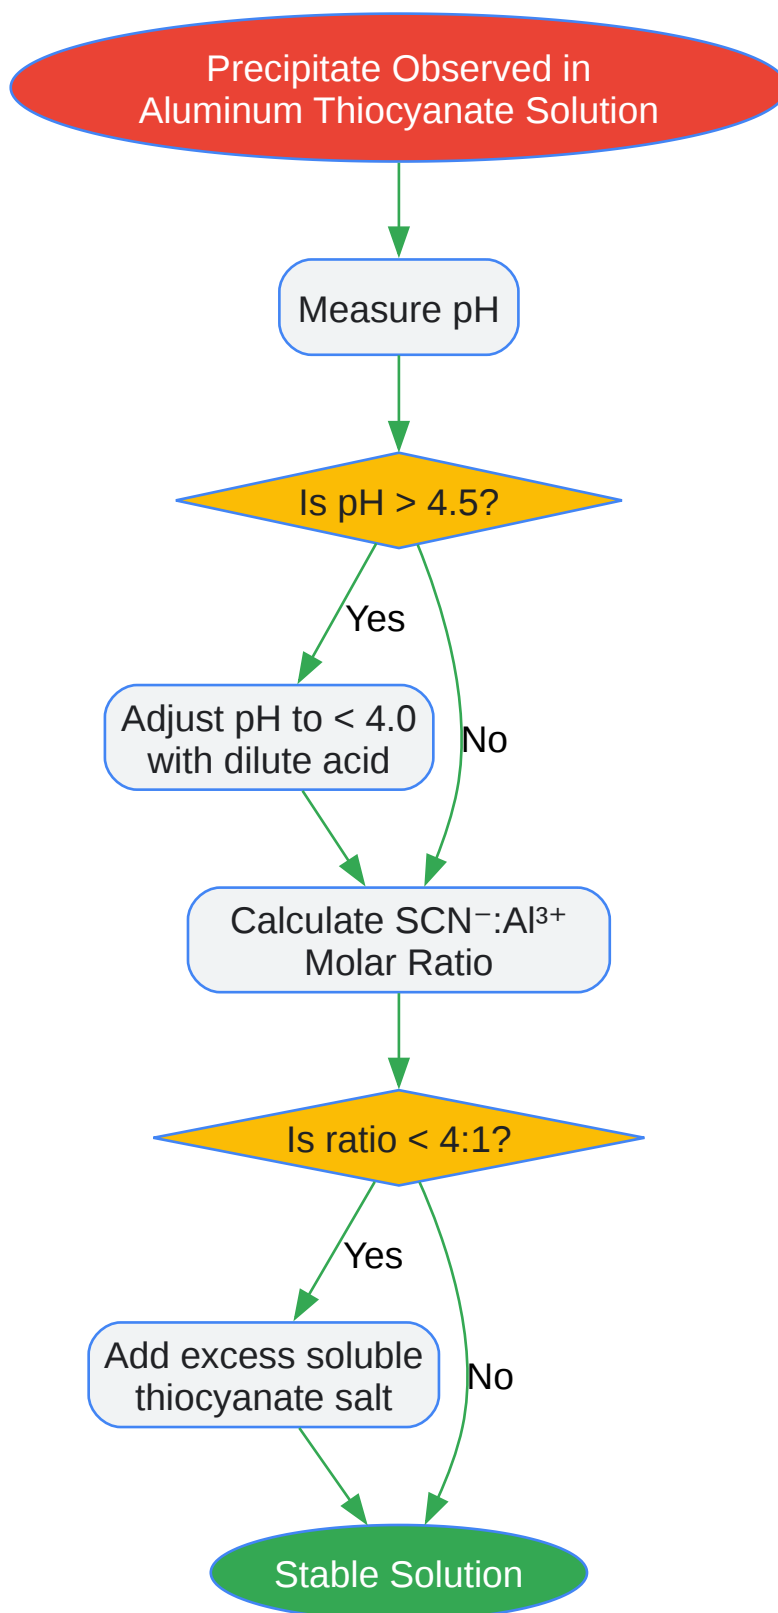 Precipitate Observed in
Aluminum Thiocyanate Solution
Measure pH
Is pH > 4.5?
Yes
Adjust pH to < 4.0
with dilute acid
No
Calculate SCN⁻:Al³⁺
Molar Ratio
Is ratio < 4:1?
Yes
Add excess soluble
thiocyanate salt
No
Stable Solution